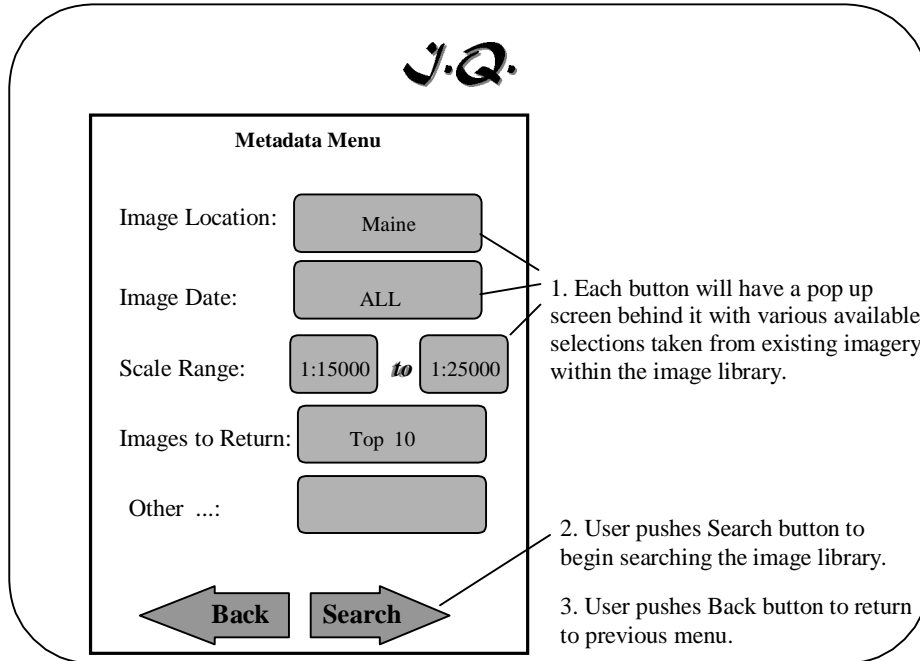 I.Q.
Metadata Menu
Image Location: Maine
Image Date: ALL
Scale Range: 1:15000 to 1:25000
Images to Return: Top 10
Other ...:
Back Search
1. Each button will have a pop up
screen behind it with various available
selections taken from existing imagery
within the image library.
2. User pushes Search button to
begin searching the image library.
3. User pushes Back button to return
to previous menu.